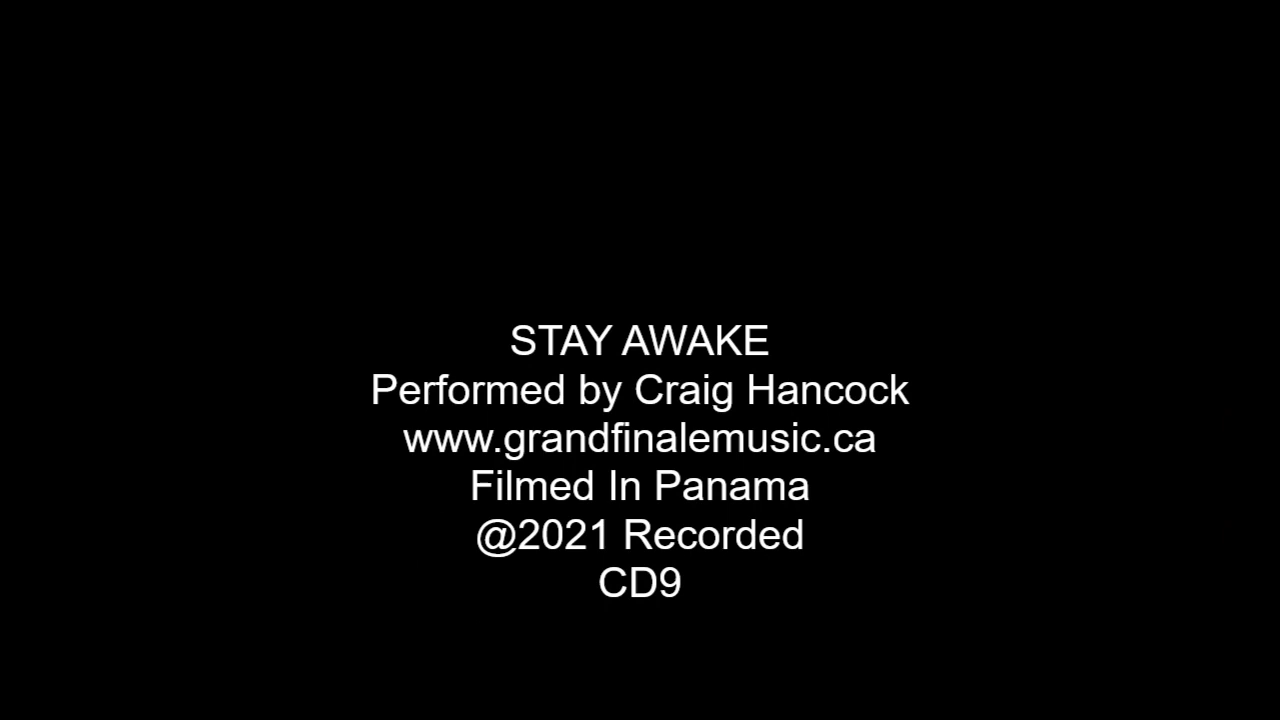 STAY AWAKE
Performed by Craig Hancock
www.grandfinalemusic.ca
Filmed In Panama
@2021 Recorded
CD9